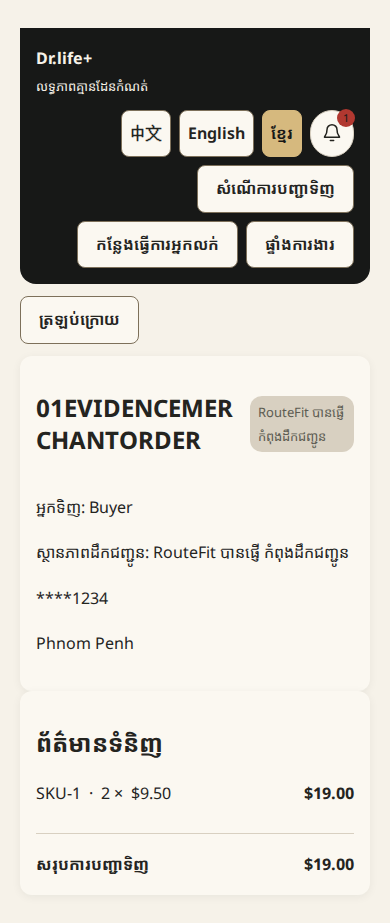 Dr.life+
លទ្ធភាពគ្មានដែនកំណត់
中文
English
ខ្មែរ
1
សំណើការបញ្ជាទិញ
កន្លែងធ្វើការអ្នកលក់
ផ្ទាំងការងារ
ត្រឡប់ក្រោយ
01EVIDENCEMER
CHANTORDER
RouteFit បានផ្ញើ
កំពុងដឹកជញ្ជូន
អ្នកទិញ: Buyer
ស្ថានភាពដឹកជញ្ជូន: RouteFit បានផ្ញើ កំពុងដឹកជញ្ជូន
****1234
Phnom Penh
ព័ត៌មានទំនិញ
SKU-1 · 2 × $9.50 $19.00
សរុបការបញ្ជាទិញ $19.00